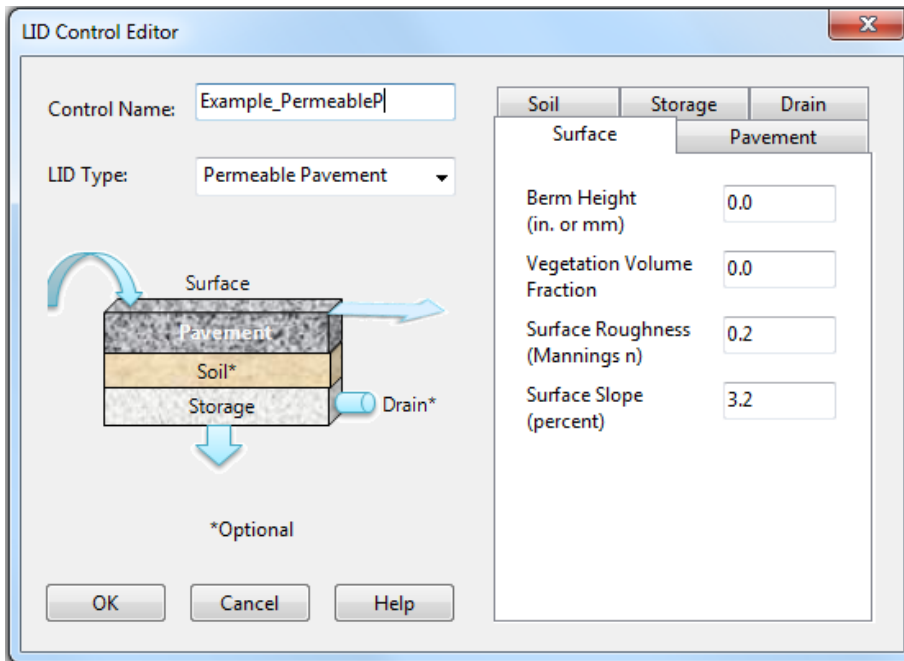 LID Control Editor
Control Name:
Example_PermeableP
LID Type:
Permeable Pavement
Surface
Pavement
Soil*
Storage
Drain*
*Optional
OK
Cancel
Help
Soil
Storage
Drain
Surface
Pavement
Berm Height
(in. or mm)
0.0
Vegetation Volume
Fraction
0.0
Surface Roughness
(Mannings n)
0.2
Surface Slope
(percent)
3.2